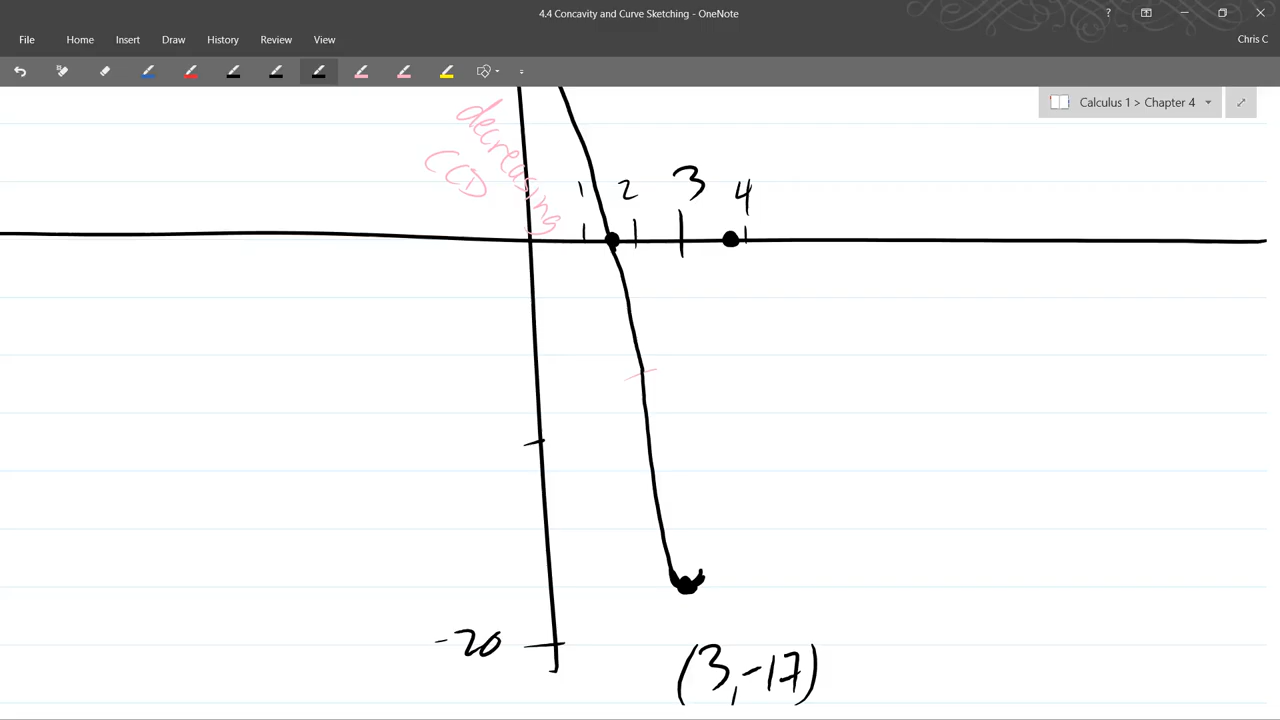 4.4 Concavity and Curve Sketching - OneNote
?
File Home Insert Draw History Review View
Chris C
Calculus 1 > Chapter 4
decreasing
CCD
1 2 3 4
-20
(3,-17)